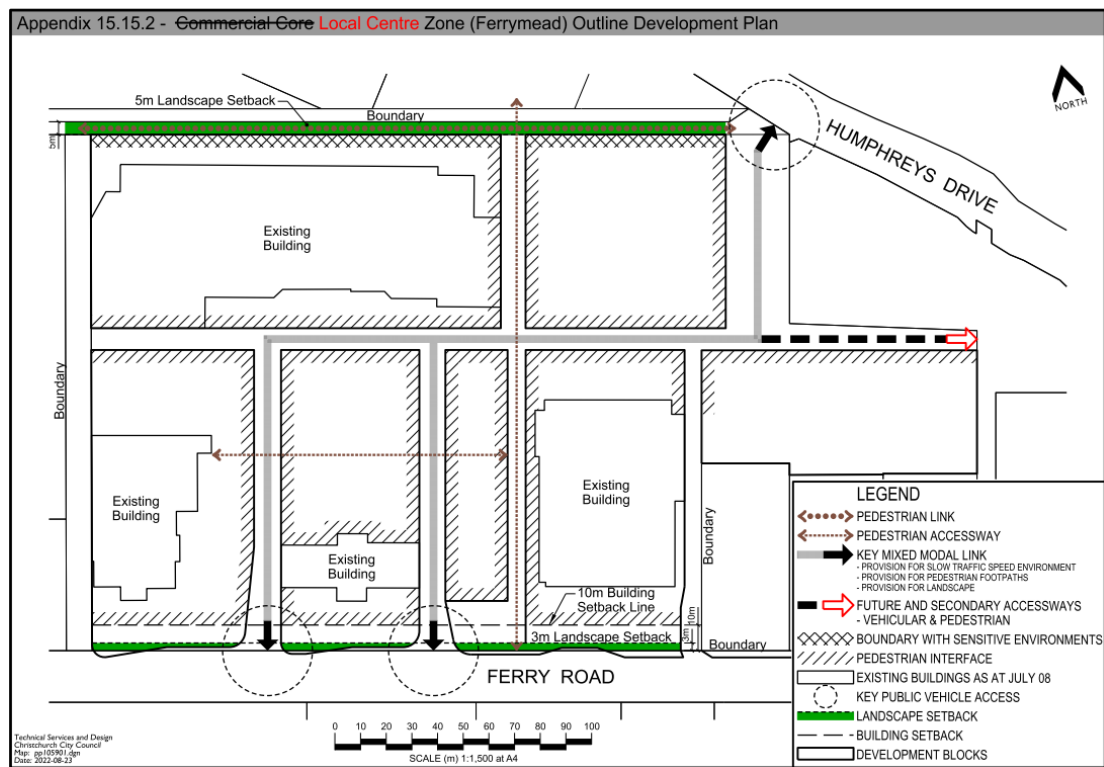 Appendix 15.15.2 - Commercial Core Local Centre Zone (Ferrymead) Outline Development Plan
5m Landscape Setback
Boundary
NORTH
5m
HUMPHREYS DRIVE
Existing
Building
Boundary
Existing
Building
Existing
Building
Existing
Building
Boundary
10m Building
Setback Line
3m Landscape Setback
3m
10m
Boundary
FERRY ROAD
LEGEND
PEDESTRIAN LINK
PEDESTRIAN ACCESSWAY
KEY MIXED MODAL LINK
- PROVISION FOR SLOW TRAFFIC SPEED ENVIRONMENT
- PROVISION FOR PEDESTRIAN FOOTPATHS
- PROVISION FOR LANDSCAPE
FUTURE AND SECONDARY ACCESSWAYS
- VEHICULAR & PEDESTRIAN
BOUNDARY WITH SENSITIVE ENVIRONMENTS
PEDESTRIAN INTERFACE
EXISTING BUILDINGS AS AT JULY 08
KEY PUBLIC VEHICLE ACCESS
LANDSCAPE SETBACK
BUILDING SETBACK
DEVELOPMENT BLOCKS
0 10 20 30 40 50 60 70 80 90 100
SCALE (m) 1:1,500 at A4
Technical Services and Design
Christchurch City Council
Map: pp105901.dgn
Date: 2022-08-23